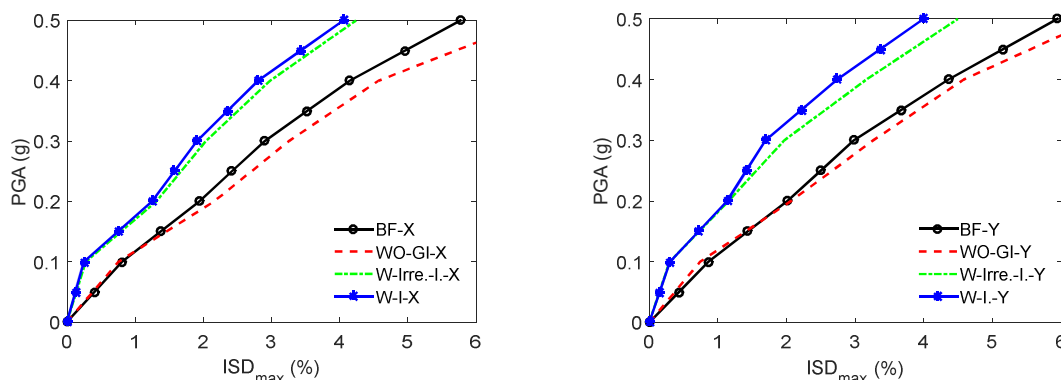 0.5
0.4
0.3
0.2
0.1
0
PGA (g)
BF-X
WO-GI-X
W-Irre.-I.-X
W-I-X
0 1 2 3 4 5 6
ISDmax (%)
0.5
0.4
0.3
0.2
0.1
0
PGA (g)
BF-Y
WO-GI-Y
W-Irre.-I.-Y
W-I.-Y
0 1 2 3 4 5 6
ISDmax (%)